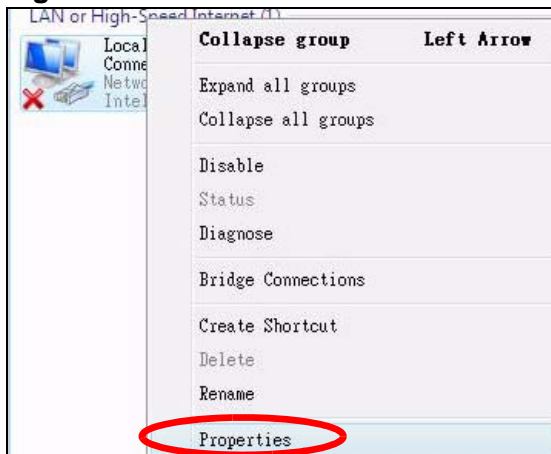 LAN or High-Speed Internet (1)
Local
Conne
Netwo
Intel
Collapse group Left Arrow
Expand all groups
Collapse all groups
Disable
Status
Diagnose
Bridge Connections
Create Shortcut
Delete
Rename
Properties